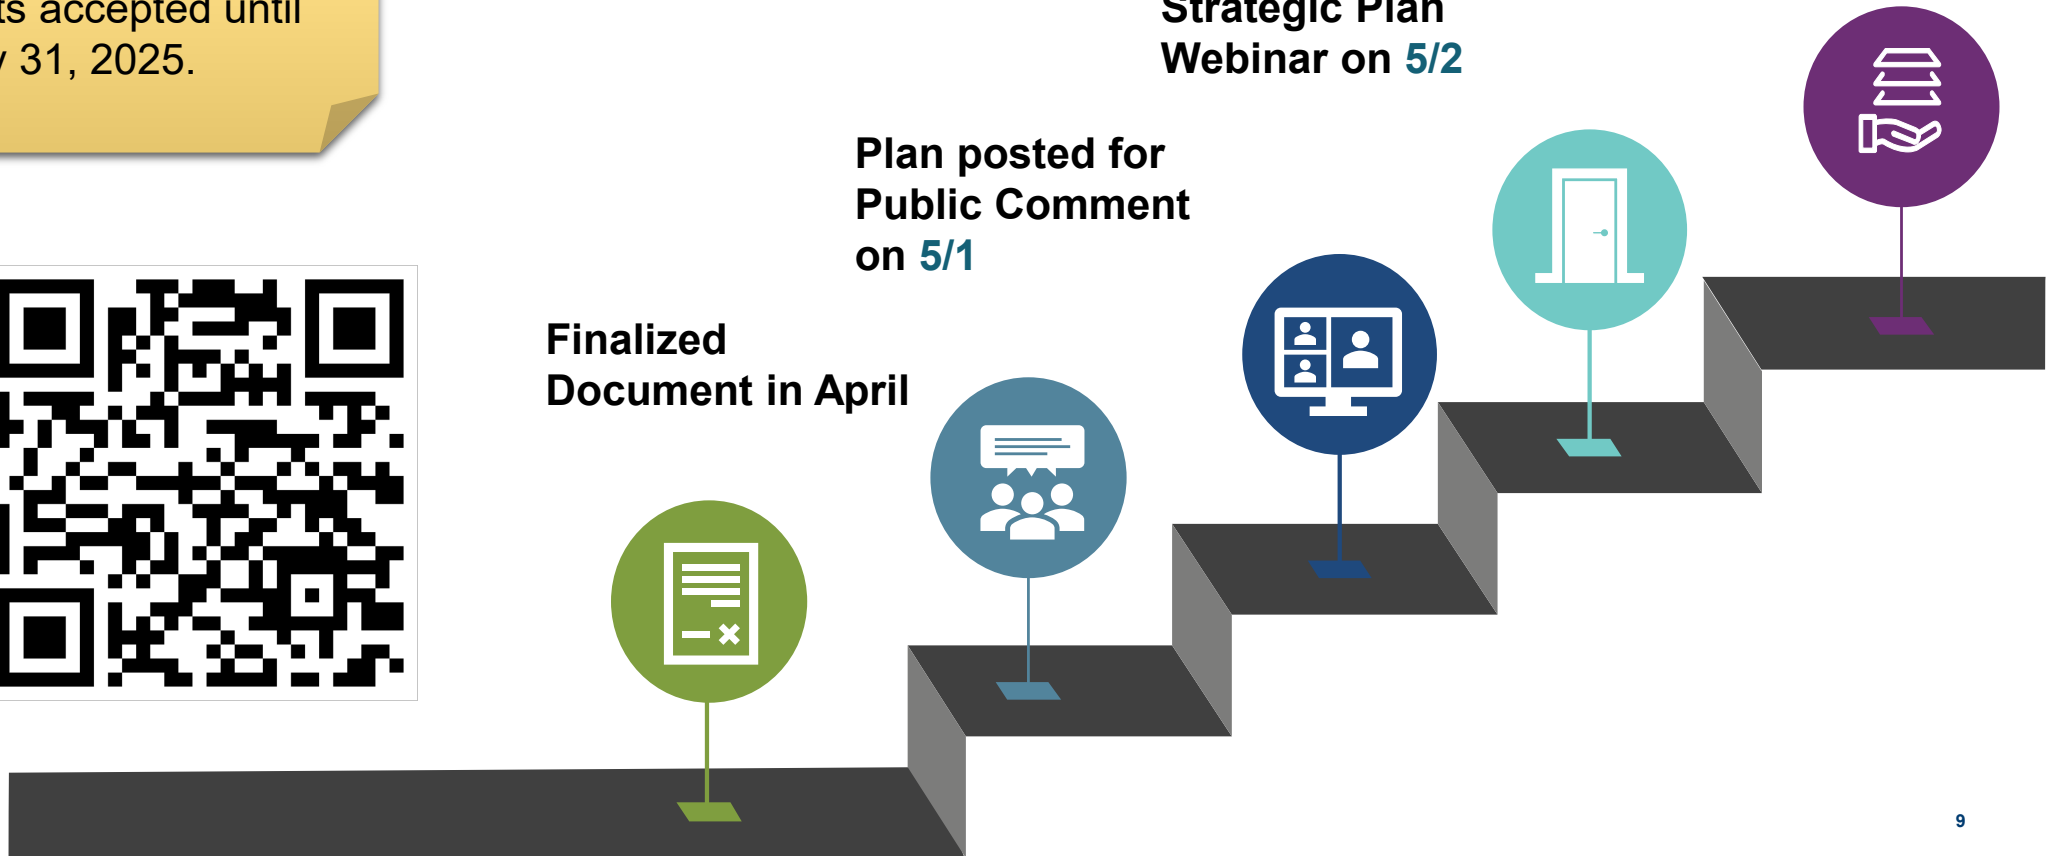 accepted until
31, 2025.
Strategic Plan
Webinar on 5/2
Plan posted for
Public Comment
on 5/1
Finalized
Document in April
9